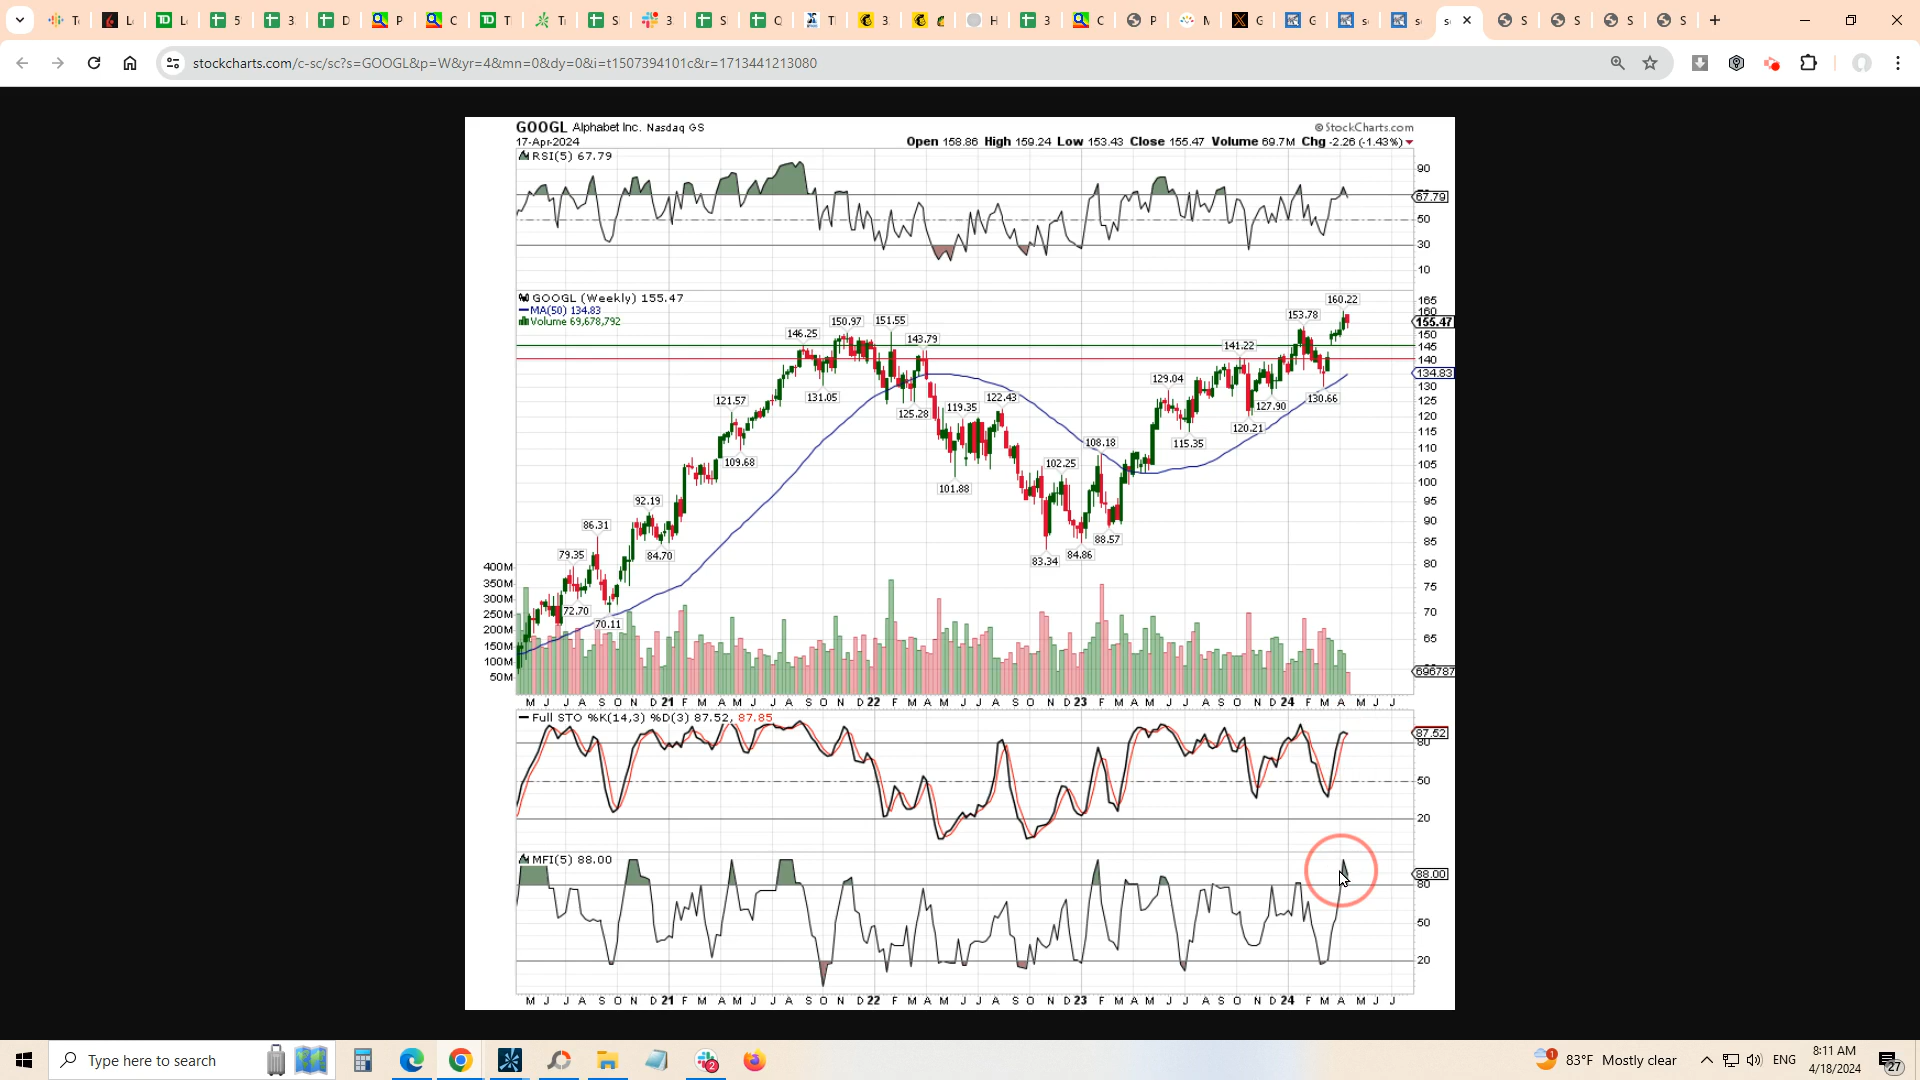 stockcharts.com/c-sc/sc?s=GOOGL&p=W&yr=4&mn=0&dy=0&i=t1507394101c&r=1713441213080
GOOGL Alphabet Inc. Nasdaq GS
© StockCharts.com
17-Apr-2024
Open 158.86 High 159.24 Low 153.43 Close 155.47 Volume 69.7M Chg -2.26 (-1.43%)
RSI(5) 67.79
90
67.79
50
30
10
GOOGL (Weekly) 155.47
MA(50) 134.83
Volume 69,678,792
160.22
153.78
146.25
150.97
151.55
143.79
141.22
129.04
131.05
121.57
125.28
119.35
122.43
127.90
130.66
120.21
115.35
109.68
108.18
102.25
101.88
92.19
86.31
84.70
88.57
84.86
83.34
79.35
72.70
70.11
165
160
155.47
150
145
140
134.83
130
125
120
115
110
105
100
95
90
85
80
75
70
65
696787
400M
350M
300M
250M
200M
150M
100M
50M
M J J A S O N D 21 F M A M J J A S O N D 22 F M A M J J A S O N D 23 F M A M J J A S O N D 24 F M A M J J
Full STO %K(14,3) %D(3) 87.52, 87.85
87.52
80
50
20
MFI(5) 88.00
88.00
80
50
20
M J J A S O N D 21 F M A M J J A S O N D 22 F M A M J J A S O N D 23 F M A M J J A S O N D 24 F M A M J J
Type here to search
83°F Mostly clear
ENG
8:11 AM
4/18/2024
27